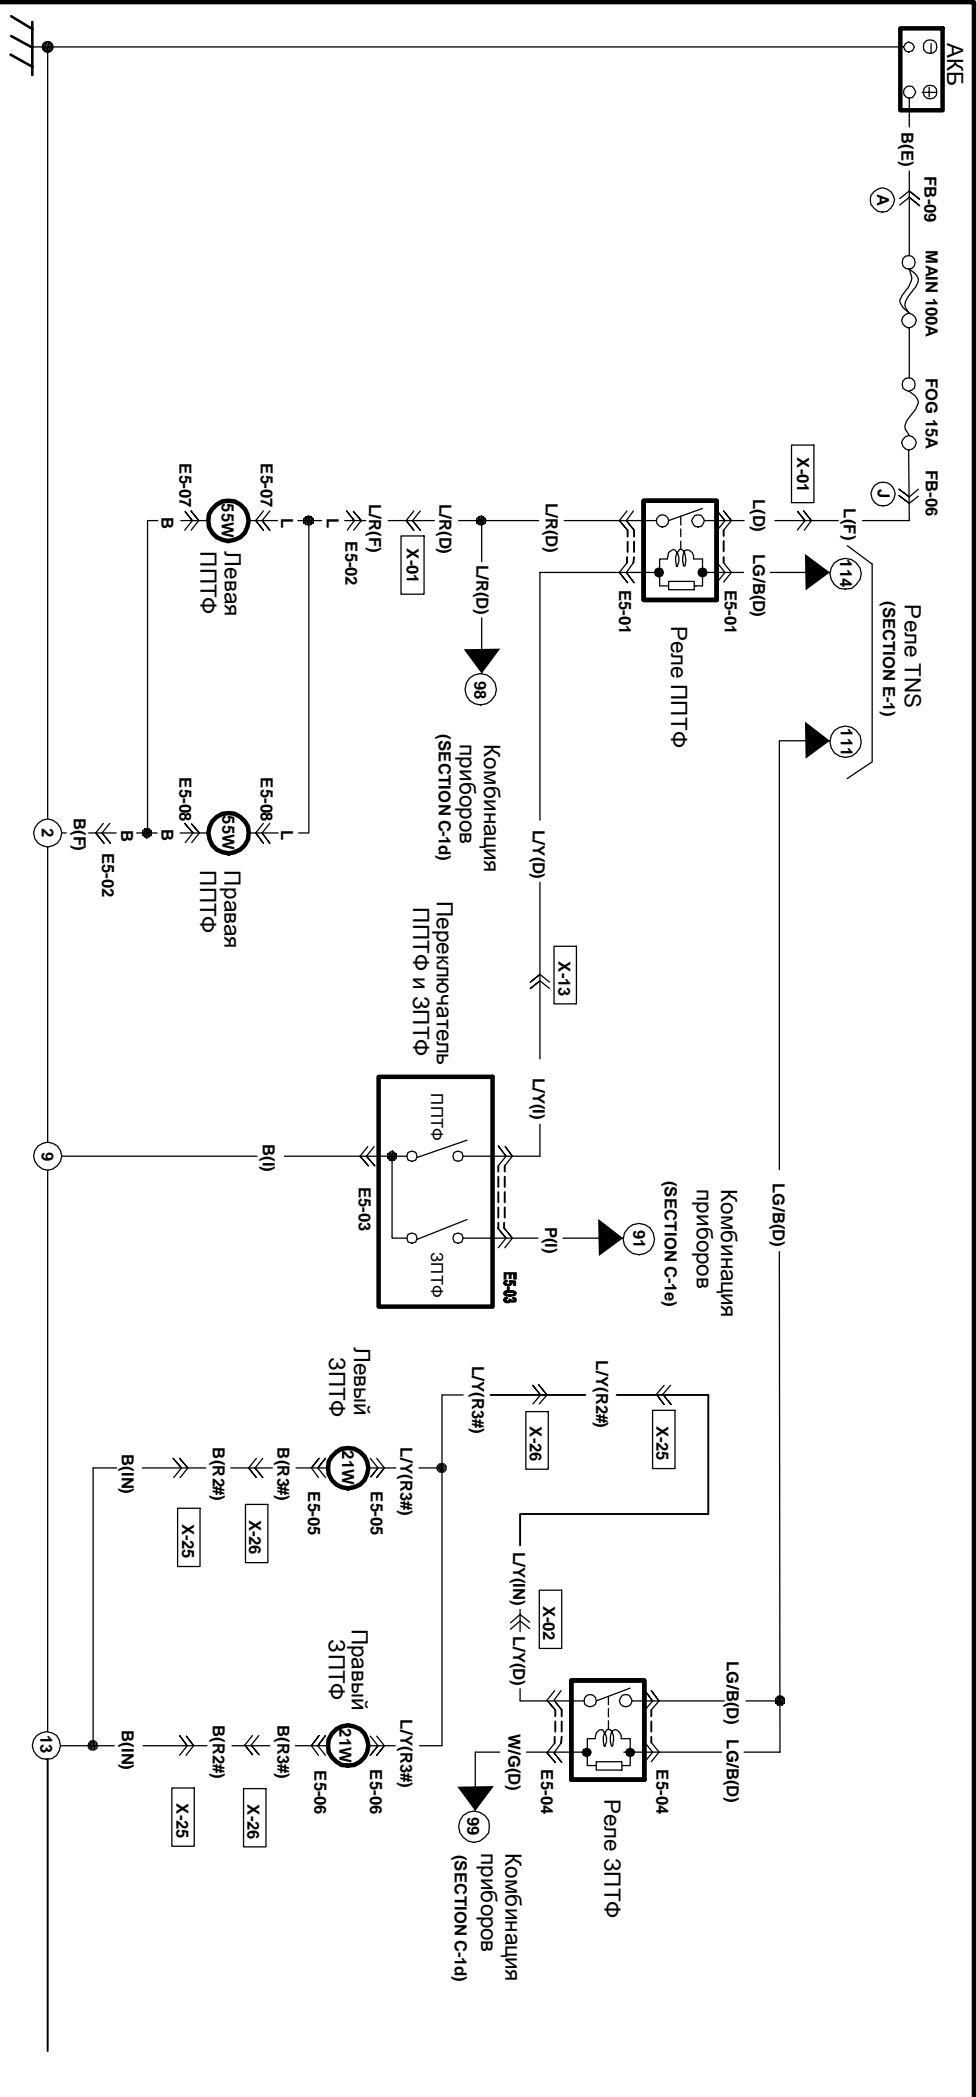 АКБ
⊖ ⊕
B(E)
FB-09
A
MAIN 100A
FOG 15A
FB-06
J
L(F)
X-01
L(D)
114
Реле TNS
(SECTION E-1)
111
LG/B(D)
E5-01
Реле ППТФ
E5-01
L/R(D)
L/R(D)
98
Комбинация
приборов
(SECTION C-1d)
L/R(D)
X-01
L/R(F)
E5-02
L
L
L
E5-07
55W
Левая
ППТФ
E5-07
B
E5-08
55W
Правая
ППТФ
E5-08
B
B
E5-02
B(F)
2
L/Y(D)
X-13
L/Y(I)
Переключатель
ППТФ и ЗПТФ
ППТФ
ЗПТФ
E5-03
E5-03
P(I)
91
Комбинация
приборов
(SECTION C-1e)
B(I)
9
LG/B(D)
LG/B(D)
LG/B(D)
E5-04
Реле ЗПТФ
E5-04
W/G(D)
99
Комбинация
приборов
(SECTION C-1d)
L/Y(D)
X-02
L/Y(IN)
X-25
L/Y(R2#)
X-26
L/Y(R3#)
L/Y(R3#)
E5-05
21W
Левый
ЗПТФ
E5-05
B(R3#)
X-26
B(R2#)
X-25
B(IN)
L/Y(R3#)
E5-06
21W
Правый
ЗПТФ
E5-06
B(R3#)
X-26
B(R2#)
X-25
B(IN)
13